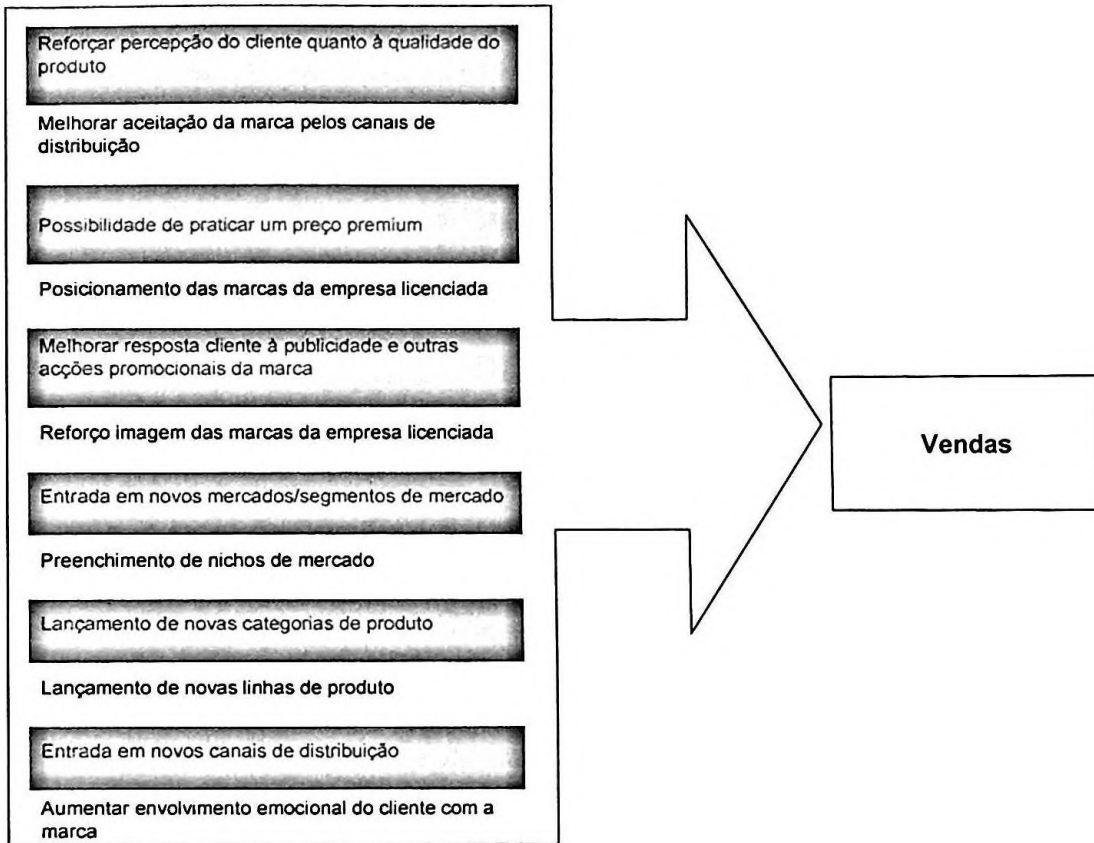 Reforçar percepção do cliente quanto à qualidade do
produto
Melhorar aceitação da marca pelos canais de
distribuição
Possibilidade de praticar um preço premium
Posicionamento das marcas da empresa licenciada
Melhorar resposta cliente à publicidade e outras
acções promocionais da marca
Reforço imagem das marcas da empresa licenciada
Entrada em novos mercados/segmentos de mercado
Preenchimento de nichos de mercado
Lançamento de novas categorias de produto
Lançamento de novas linhas de produto
Entrada em novos canais de distribuição
Aumentar envolvimento emocional do cliente com a
marca
Vendas